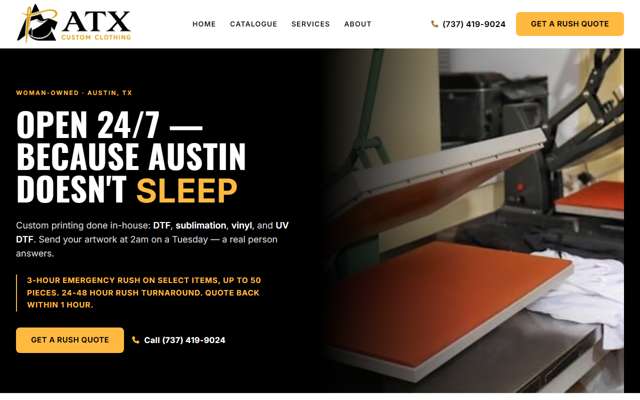 ATX
CUSTOM CLOTHING
HOME CATALOGUE SERVICES ABOUT
(737) 419-9024
GET A RUSH QUOTE
WOMAN-OWNED · AUSTIN, TX
OPEN 24/7 —
BECAUSE AUSTIN
DOESN'T SLEEP
Custom printing done in-house: DTF, sublimation, vinyl, and UV
DTF. Send your artwork at 2am on a Tuesday — a real person
answers.
3-HOUR EMERGENCY RUSH ON SELECT ITEMS, UP TO 50
PIECES. 24-48 HOUR RUSH TURNAROUND. QUOTE BACK
WITHIN 1 HOUR.
GET A RUSH QUOTE
Call (737) 419-9024